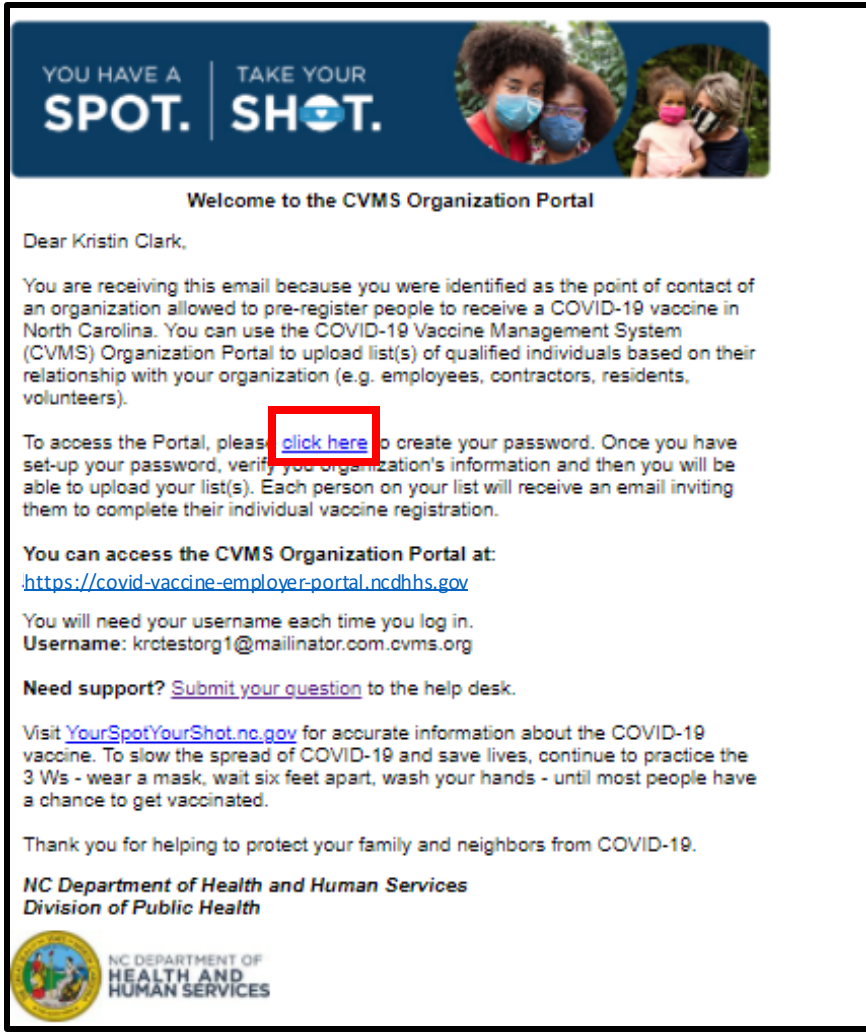 YOU HAVE A
SPOT.
TAKE YOUR
SHOT.
Welcome to the CVMS Organization Portal
Dear Kristin Clark,
You are receiving this email because you were identified as the point of contact of
an organization allowed to pre-register people to receive a COVID-19 vaccine in
North Carolina. You can use the COVID-19 Vaccine Management System
(CVMS) Organization Portal to upload list(s) of qualified individuals based on their
relationship with your organization (e.g. employees, contractors, residents,
volunteers).
To access the Portal, please click here to create your password. Once you have
set-up your password, verify you organization's information and then you will be
able to upload your list(s). Each person on your list will receive an email inviting
them to complete their individual vaccine registration.
You can access the CVMS Organization Portal at:
https://covid-vaccine-employer-portal.ncdhhs.gov
You will need your username each time you log in.
Username: krctestorg1@mailinator.com.cvms.org
Need support? Submit your question to the help desk.
Visit YourSpotYourShot.nc.gov for accurate information about the COVID-19
vaccine. To slow the spread of COVID-19 and save lives, continue to practice the
3 Ws - wear a mask, wait six feet apart, wash your hands - until most people have
a chance to get vaccinated.
Thank you for helping to protect your family and neighbors from COVID-19.
NC Department of Health and Human Services
Division of Public Health
NC DEPARTMENT OF
HEALTH AND
HUMAN SERVICES